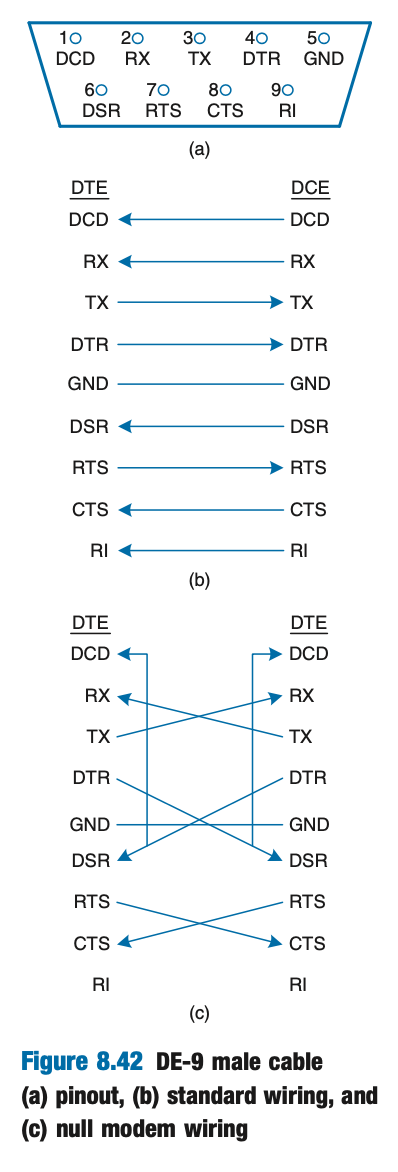 1 2 3 4 5
DCD RX TX DTR GND
6 7 8 9
DSR RTS CTS RI
(a)
DTE DCE
DCD DCD
RX RX
TX TX
DTR DTR
GND GND
DSR DSR
RTS RTS
CTS CTS
RI RI
(b)
DTE DTE
DCD DCD
RX RX
TX TX
DTR DTR
GND GND
DSR DSR
RTS RTS
CTS CTS
RI RI
(c)
Figure 8.42 DE-9 male cable
(a) pinout, (b) standard wiring, and
(c) null modem wiring